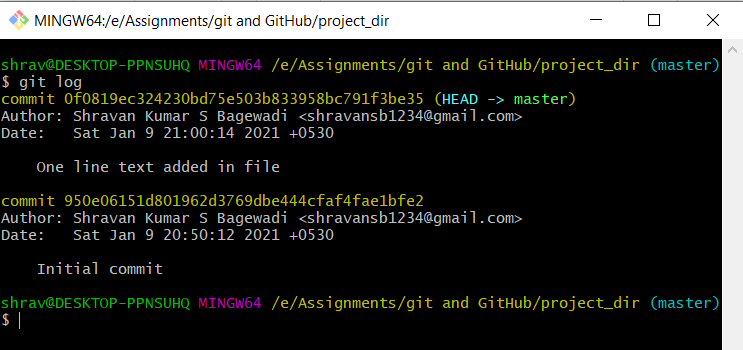 MINGW64:/e/Assignments/git and GitHub/project_dir
shrav@DESKTOP-PPNSUHQ MINGW64 /e/Assignments/git and GitHub/project_dir (master)
$ git log
commit 0f0819ec324230bd75e503b833958bc791f3be35 (HEAD -> master)
Author: Shravan Kumar S Bagewadi <shravansb1234@gmail.com>
Date:   Sat Jan 9 21:00:14 2021 +0530
    One line text added in file
commit 950e06151d801962d3769dbe444cfaf4fae1bfe2
Author: Shravan Kumar S Bagewadi <shravansb1234@gmail.com>
Date:   Sat Jan 9 20:50:12 2021 +0530
    Initial commit
shrav@DESKTOP-PPNSUHQ MINGW64 /e/Assignments/git and GitHub/project_dir (master)
$